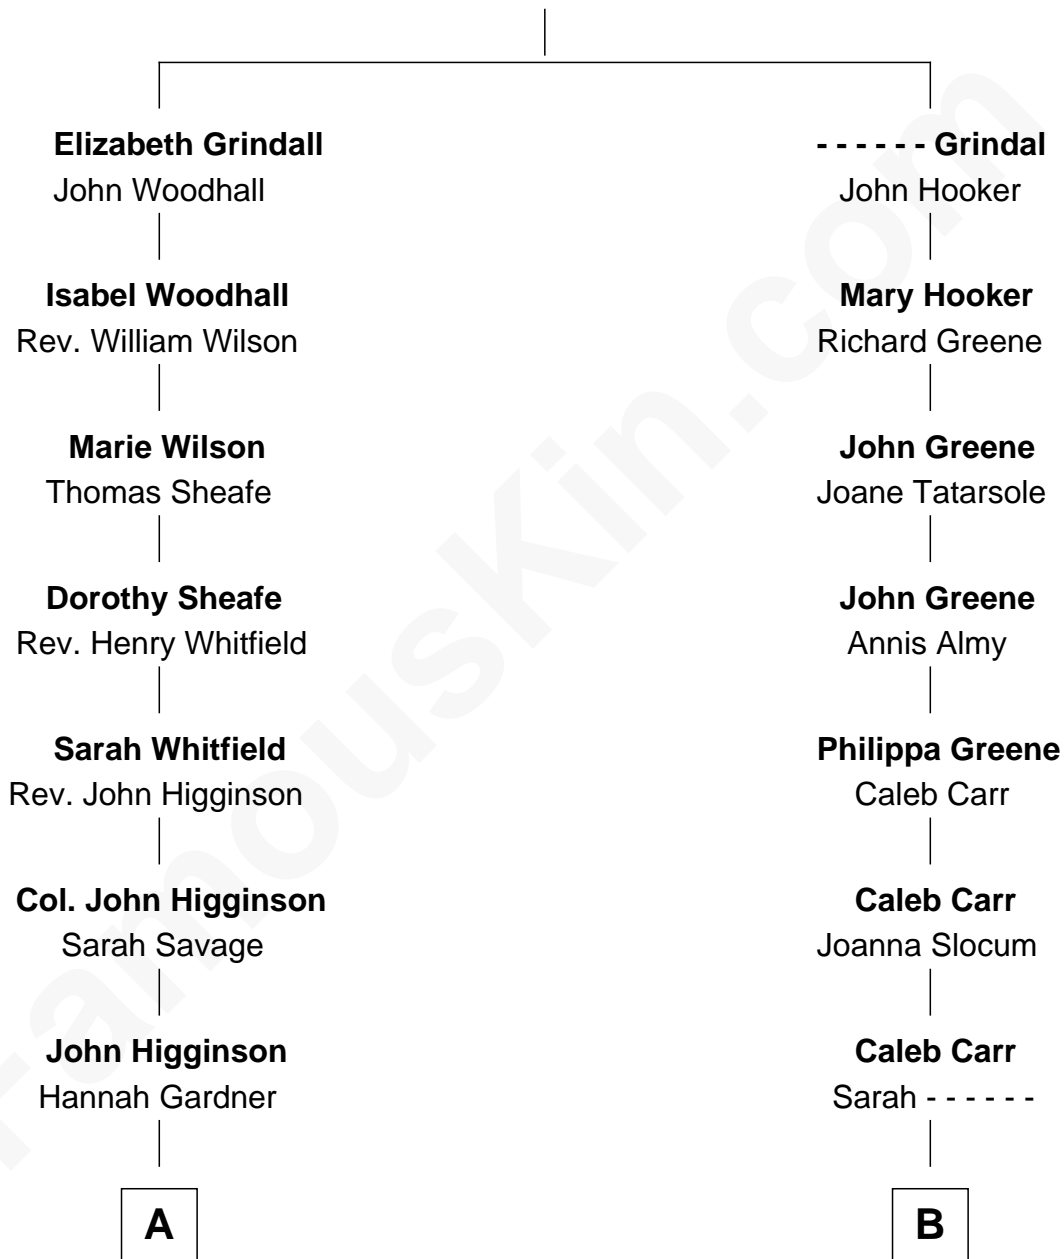 Elizabeth Grindall
John Woodhall
Isabel Woodhall
Rev. William Wilson
Marie Wilson
Thomas Sheafe
Dorothy Sheafe
Rev. Henry Whitfield
Sarah Whitfield
Rev. John Higginson
Col. John Higginson
Sarah Savage
John Higginson
Hannah Gardner
A
- - - - - - Grindal
John Hooker
Mary Hooker
Richard Greene
John Greene
Joane Tatarsole
John Greene
Annis Almy
Philippa Greene
Caleb Carr
Caleb Carr
Joanna Slocum
Caleb Carr
Sarah - - - - - -
B
FamousKin.com